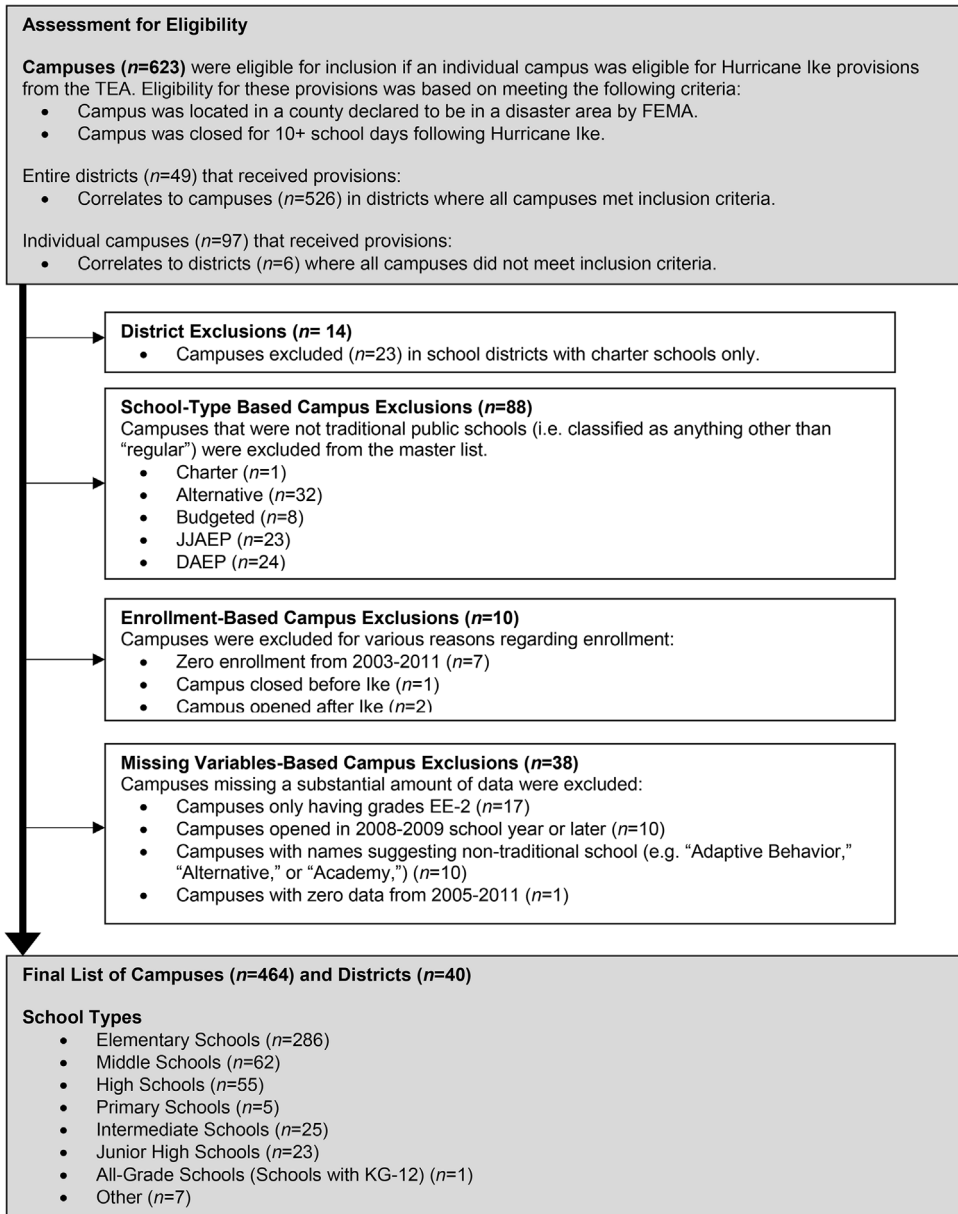 Assessment for Eligibility
Campuses (n=623) were eligible for inclusion if an individual campus was eligible for Hurricane Ike provisions
from the TEA. Eligibility for these provisions was based on meeting the following criteria:
• Campus was located in a county declared to be in a disaster area by FEMA.
• Campus was closed for 10+ school days following Hurricane Ike.
Entire districts (n=49) that received provisions:
• Correlates to campuses (n=526) in districts where all campuses met inclusion criteria.
Individual campuses (n=97) that received provisions:
• Correlates to districts (n=6) where all campuses did not meet inclusion criteria.
District Exclusions (n= 14)
• Campuses excluded (n=23) in school districts with charter schools only.
School-Type Based Campus Exclusions (n=88)
Campuses that were not traditional public schools (i.e. classified as anything other than
“regular”) were excluded from the master list.
• Charter (n=1)
• Alternative (n=32)
• Budgeted (n=8)
• JJAEP (n=23)
• DAEP (n=24)
Enrollment-Based Campus Exclusions (n=10)
Campuses were excluded for various reasons regarding enrollment:
• Zero enrollment from 2003-2011 (n=7)
• Campus closed before Ike (n=1)
• Campus opened after Ike (n=2)
Missing Variables-Based Campus Exclusions (n=38)
Campuses missing a substantial amount of data were excluded:
• Campuses only having grades EE-2 (n=17)
• Campuses opened in 2008-2009 school year or later (n=10)
• Campuses with names suggesting non-traditional school (e.g. “Adaptive Behavior,”
“Alternative,” or “Academy,”) (n=10)
• Campuses with zero data from 2005-2011 (n=1)
Final List of Campuses (n=464) and Districts (n=40)
School Types
• Elementary Schools (n=286)
• Middle Schools (n=62)
• High Schools (n=55)
• Primary Schools (n=5)
• Intermediate Schools (n=25)
• Junior High Schools (n=23)
• All-Grade Schools (Schools with KG-12) (n=1)
• Other (n=7)